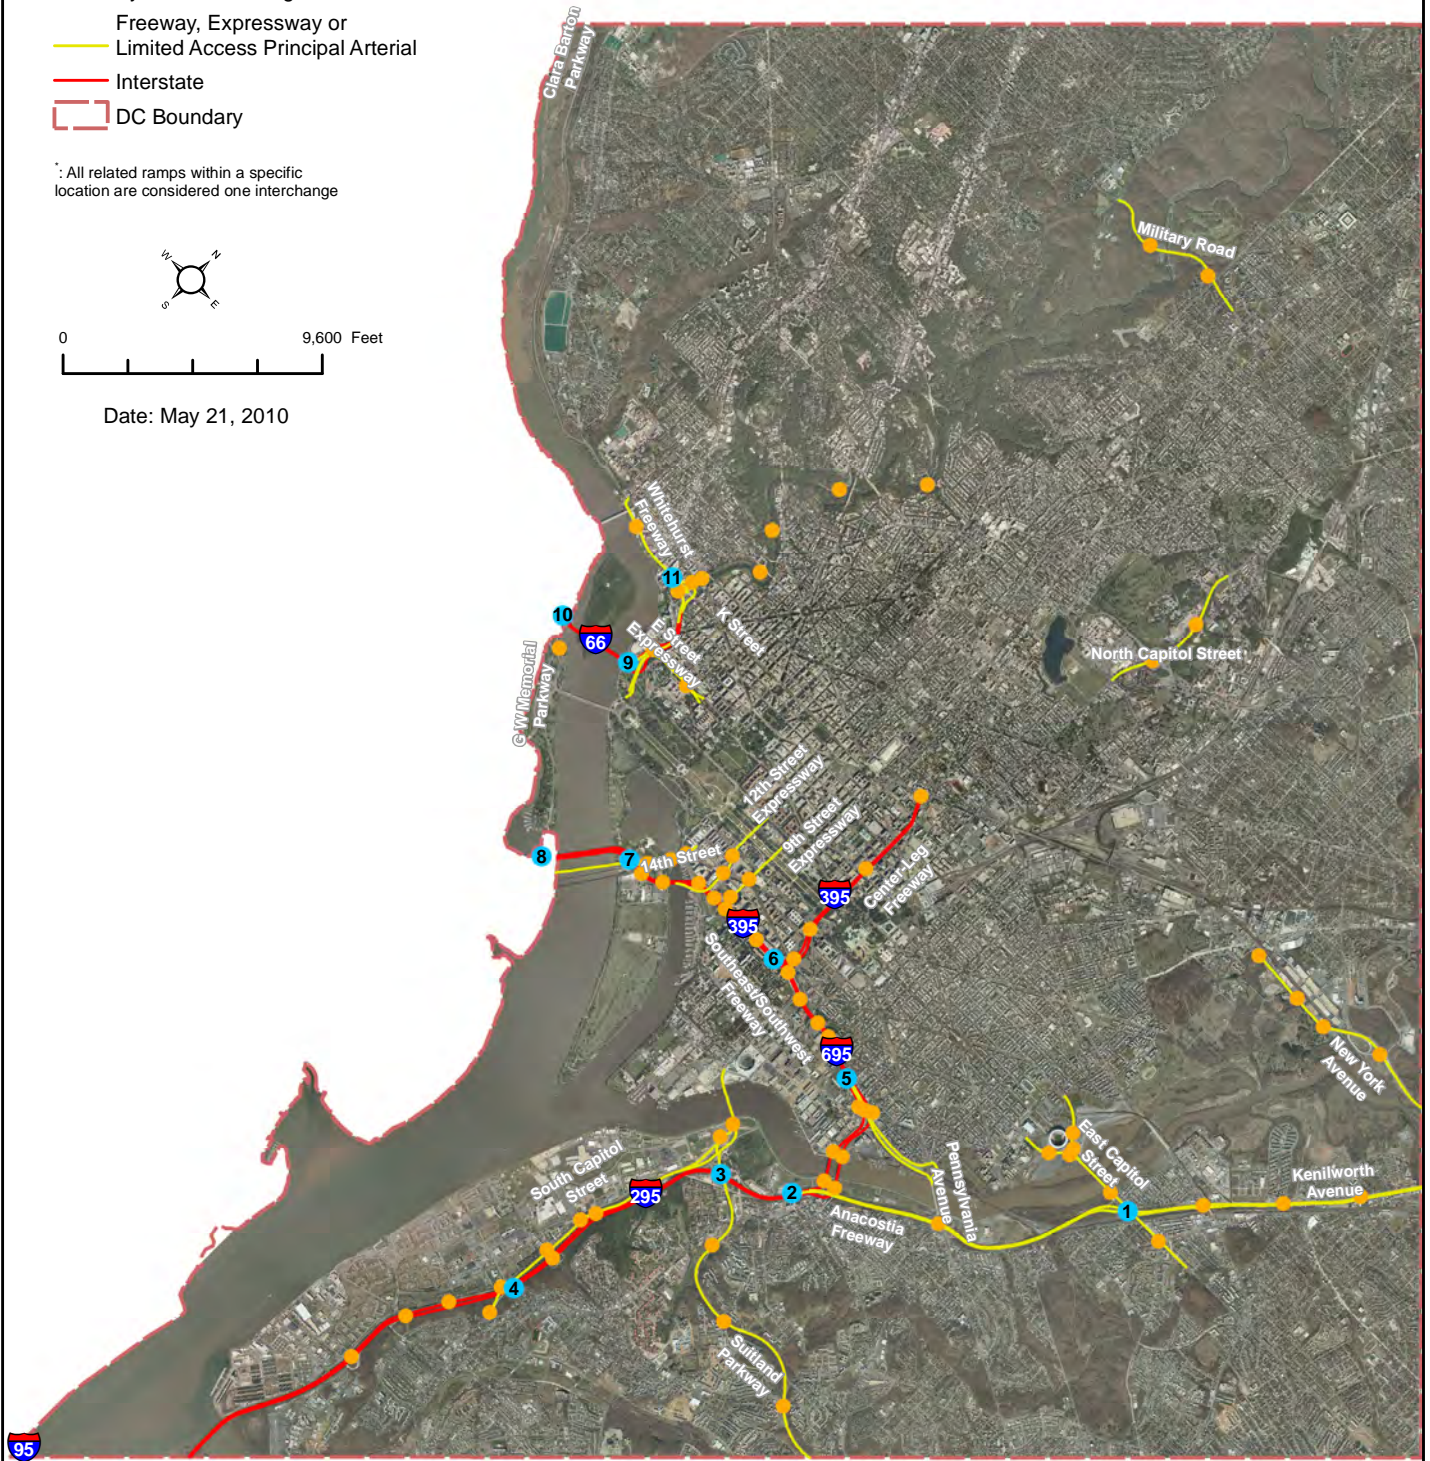 Freeway, Expressway or
Limited Access Principal Arterial
Interstate
DC Boundary
*: All related ramps within a specific
location are considered one interchange
W
N
S
E
0
9,600 Feet
Date: May 21, 2010
Clara Barton
Parkway
Military Road
Whitehurst
Freeway
11
10
66
9
E Street
Expressway
K Street
G W Memorial
Parkway
North Capitol Street
12th Street
Expressway
9th Street
Expressway
8
7
14th Street
395
Center-Leg
Freeway
395
6
Southeast/Southwest
Freeway
695
5
New York
Avenue
East Capitol
Street
South Capitol
Street
3
295
2
Pennsylvania
Avenue
Anacostia
Freeway
1
Kenilworth
Avenue
4
Suitland
Parkway
95